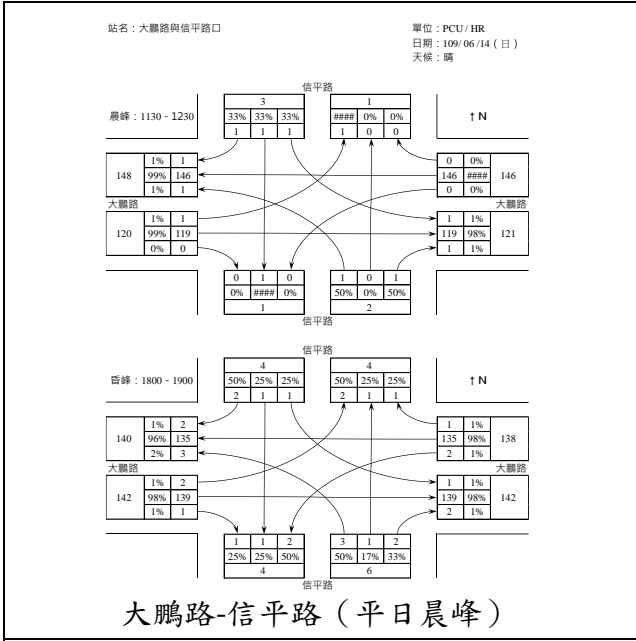 站名：大鵬路與信平路口
單位：PCU / HR
日期：109/ 06 /14（日）
天候：晴
信平路
3 1
晨峰：1130 - 1230 33% 33% 33% #### 0% 0% ↑ N
1 1 1 1 0 0
1% 1 0 0%
148 99% 146 146 #### 146
1% 1 0 0%
大鵬路 大鵬路
1% 1 1 1%
120 99% 119 119 98% 121
0% 0 1 1%
0 1 0 1 0 1
0% #### 0% 50% 0% 50%
1 2
信平路
信平路
4 4
昏峰：1800 - 1900 50% 25% 25% 50% 25% 25% ↑ N
2 1 1 2 1 1
1% 2 1 1%
140 96% 135 135 98% 138
2% 3 2 1%
大鵬路 大鵬路
1% 2 1 1%
142 98% 139 139 98% 142
1% 1 2 1%
1 1 2 3 1 2
25% 25% 50% 50% 17% 33%
4 6
信平路
大鵬路-信平路（平日晨峰）